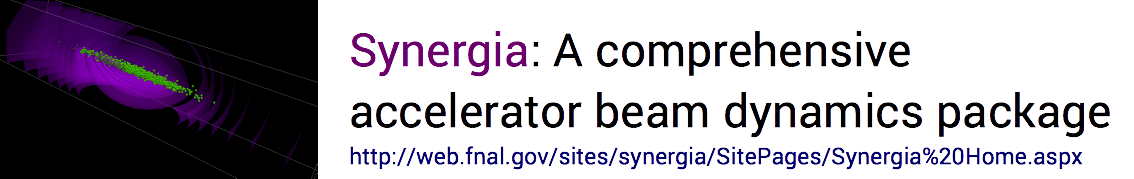 Synergia: A comprehensive
accelerator beam dynamics package
http://web.fnal.gov/sites/synergia/SitePages/Synergia%20Home.aspx